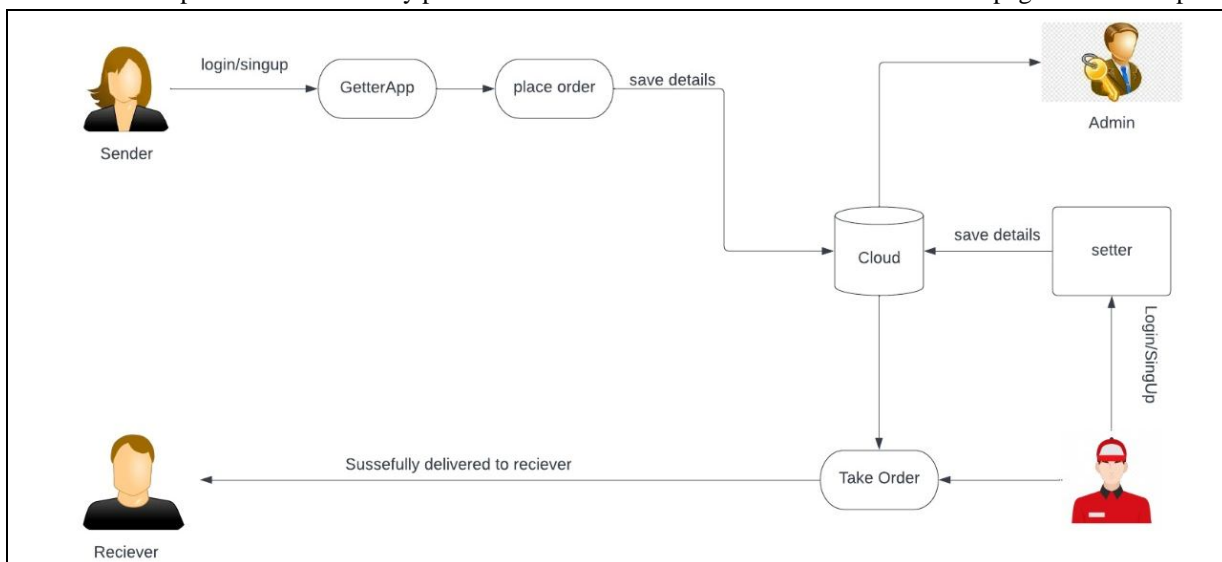 login/singup
GetterApp
place order
save details
Sender
Admin
Cloud
save details
setter
Login/SingUp
Sussefully delivered to reciever
Take Order
Reciever